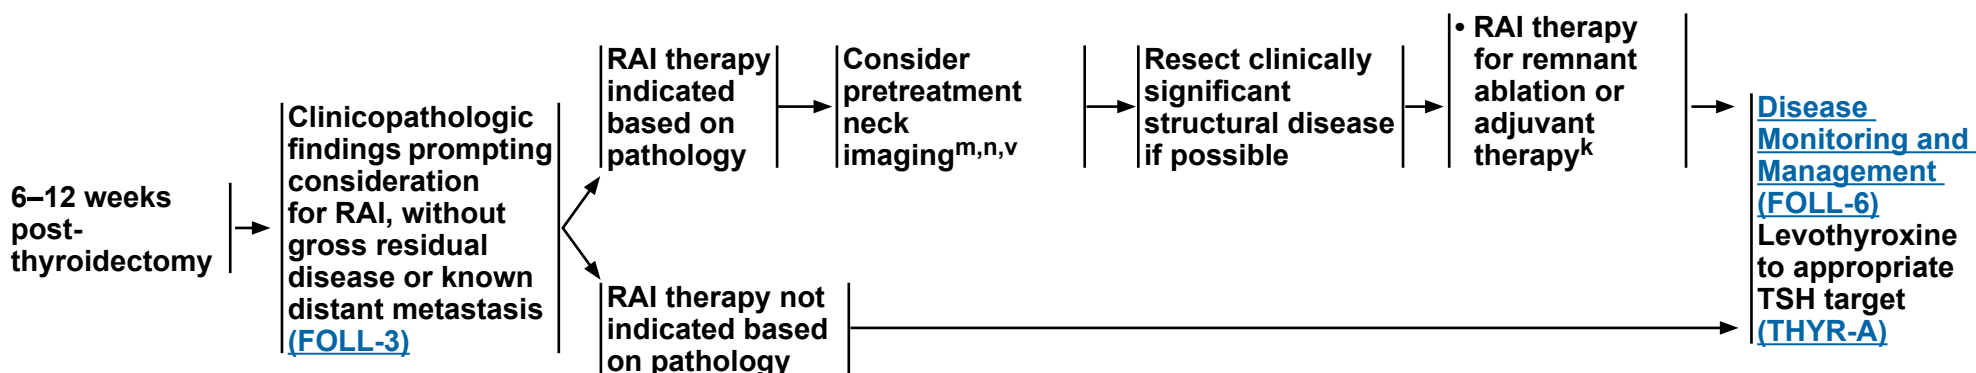 6–12 weeks
post-
thyroidectomy
Clinicopathologic
findings prompting
consideration
for RAI, without
gross residual
disease or known
distant metastasis
(FOLL-3)
RAI therapy
indicated
based on
pathology
Consider
pretreatment
neck
imagingm,n,v
Resect clinically
significant
structural disease
if possible
• RAI therapy
for remnant
ablation or
adjuvant
therapyk
RAI therapy not
indicated based
on pathology
Disease
Monitoring and
Management
(FOLL-6)
Levothyroxine
to appropriate
TSH target
(THYR-A)